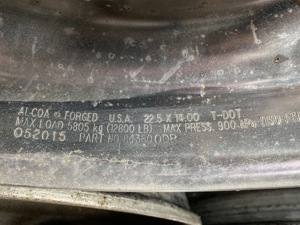 ALCOA FORGED U.S.A. 22.5 X 14.00 T-DOT
MAX LOAD 5805 kg (12800 LB) MAX PRESS. 900
052015 PART NO.